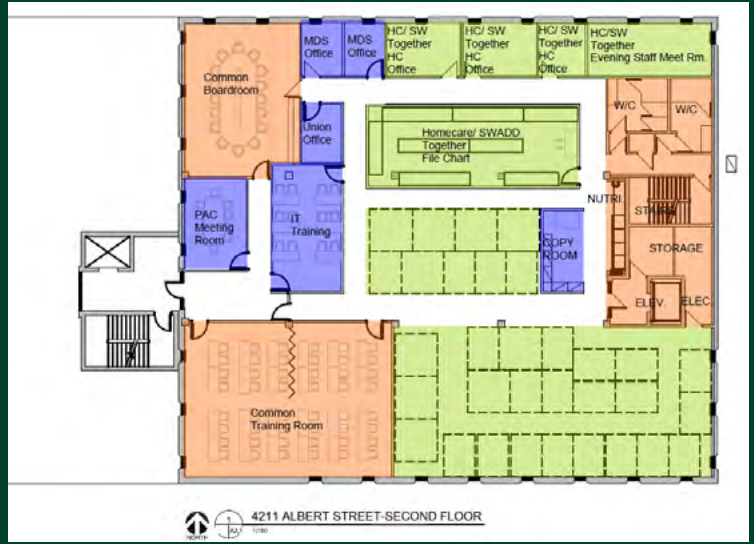 MDS
Office
MDS
Office
HC/ SW
Together
HC
Office
HC/ SW
Together
HC
Office
HC/ SW
Together
HC
Office
HC/SW
Together
Evening Staff Meet Rm.
Common
Boardroom
W/C
W/C
Union
Office
Homecare/ SWADD
Together
File Chart
IT
Training
PAC
Meeting
Room
NUTRI.
STAIRS
COPY
ROOM
STORAGE
ELEV.
ELEC.
Common
Training Room
4211 ALBERT STREET-SECOND FLOOR
NORTH
1